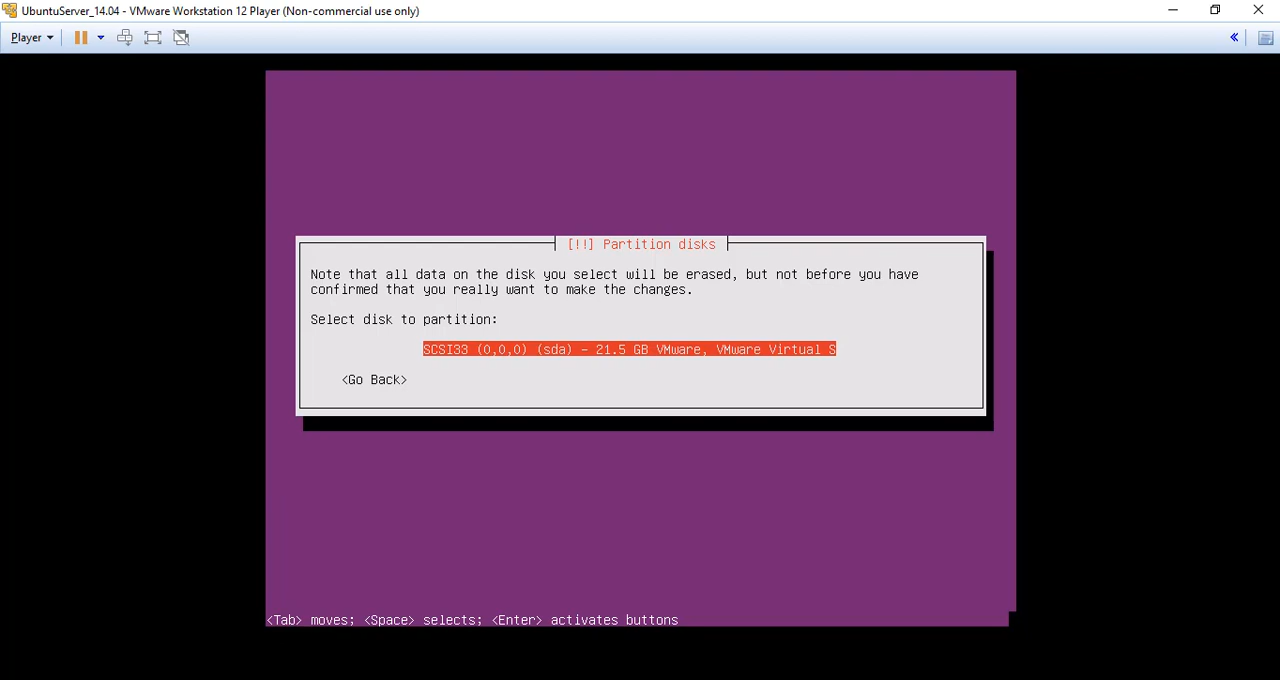 UbuntuServer_14.04 - VMware Workstation 12 Player (Non-commercial use only)
Player
[!!] Partition disks
Note that all data on the disk you select will be erased, but not before you have
confirmed that you really want to make the changes.
Select disk to partition:
SCSI33 (0,0,0) (sda) - 21.5 GB VMware, VMware Virtual S
<Go Back>
<Tab> moves; <Space> selects; <Enter> activates buttons